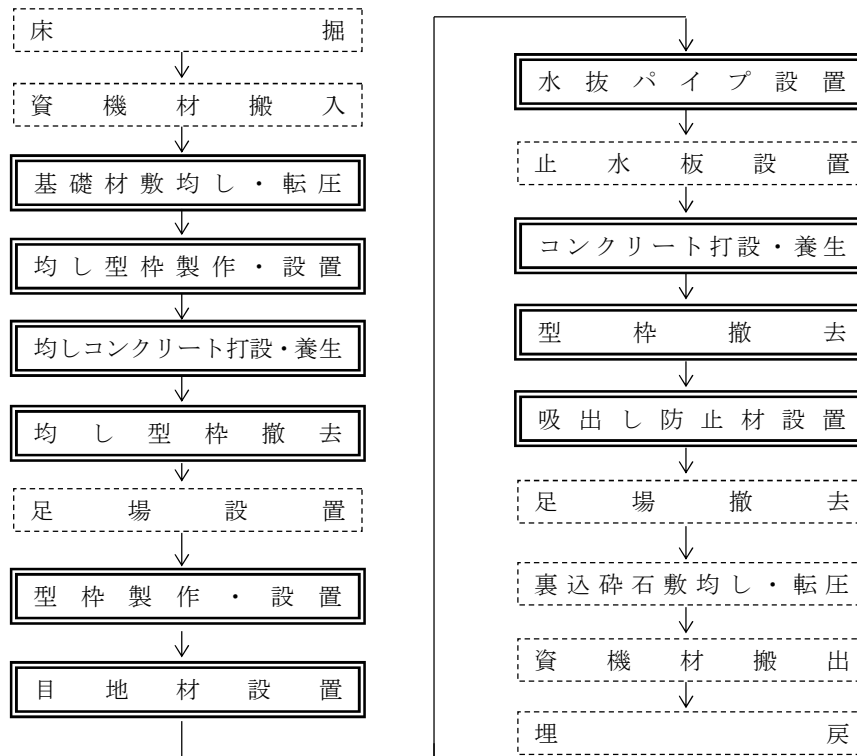 床掘
資機材搬入
基礎材敷均し・転圧
均し型枠製作・設置
均しコンクリート打設・養生
均し型枠撤去
足場設置
型枠製作・設置
目地材設置
水抜パイプ設置
止水板設置
コンクリート打設・養生
型枠撤去
吸出し防止材設置
足場撤去
裏込砕石敷均し・転圧
資機材搬出
埋戻